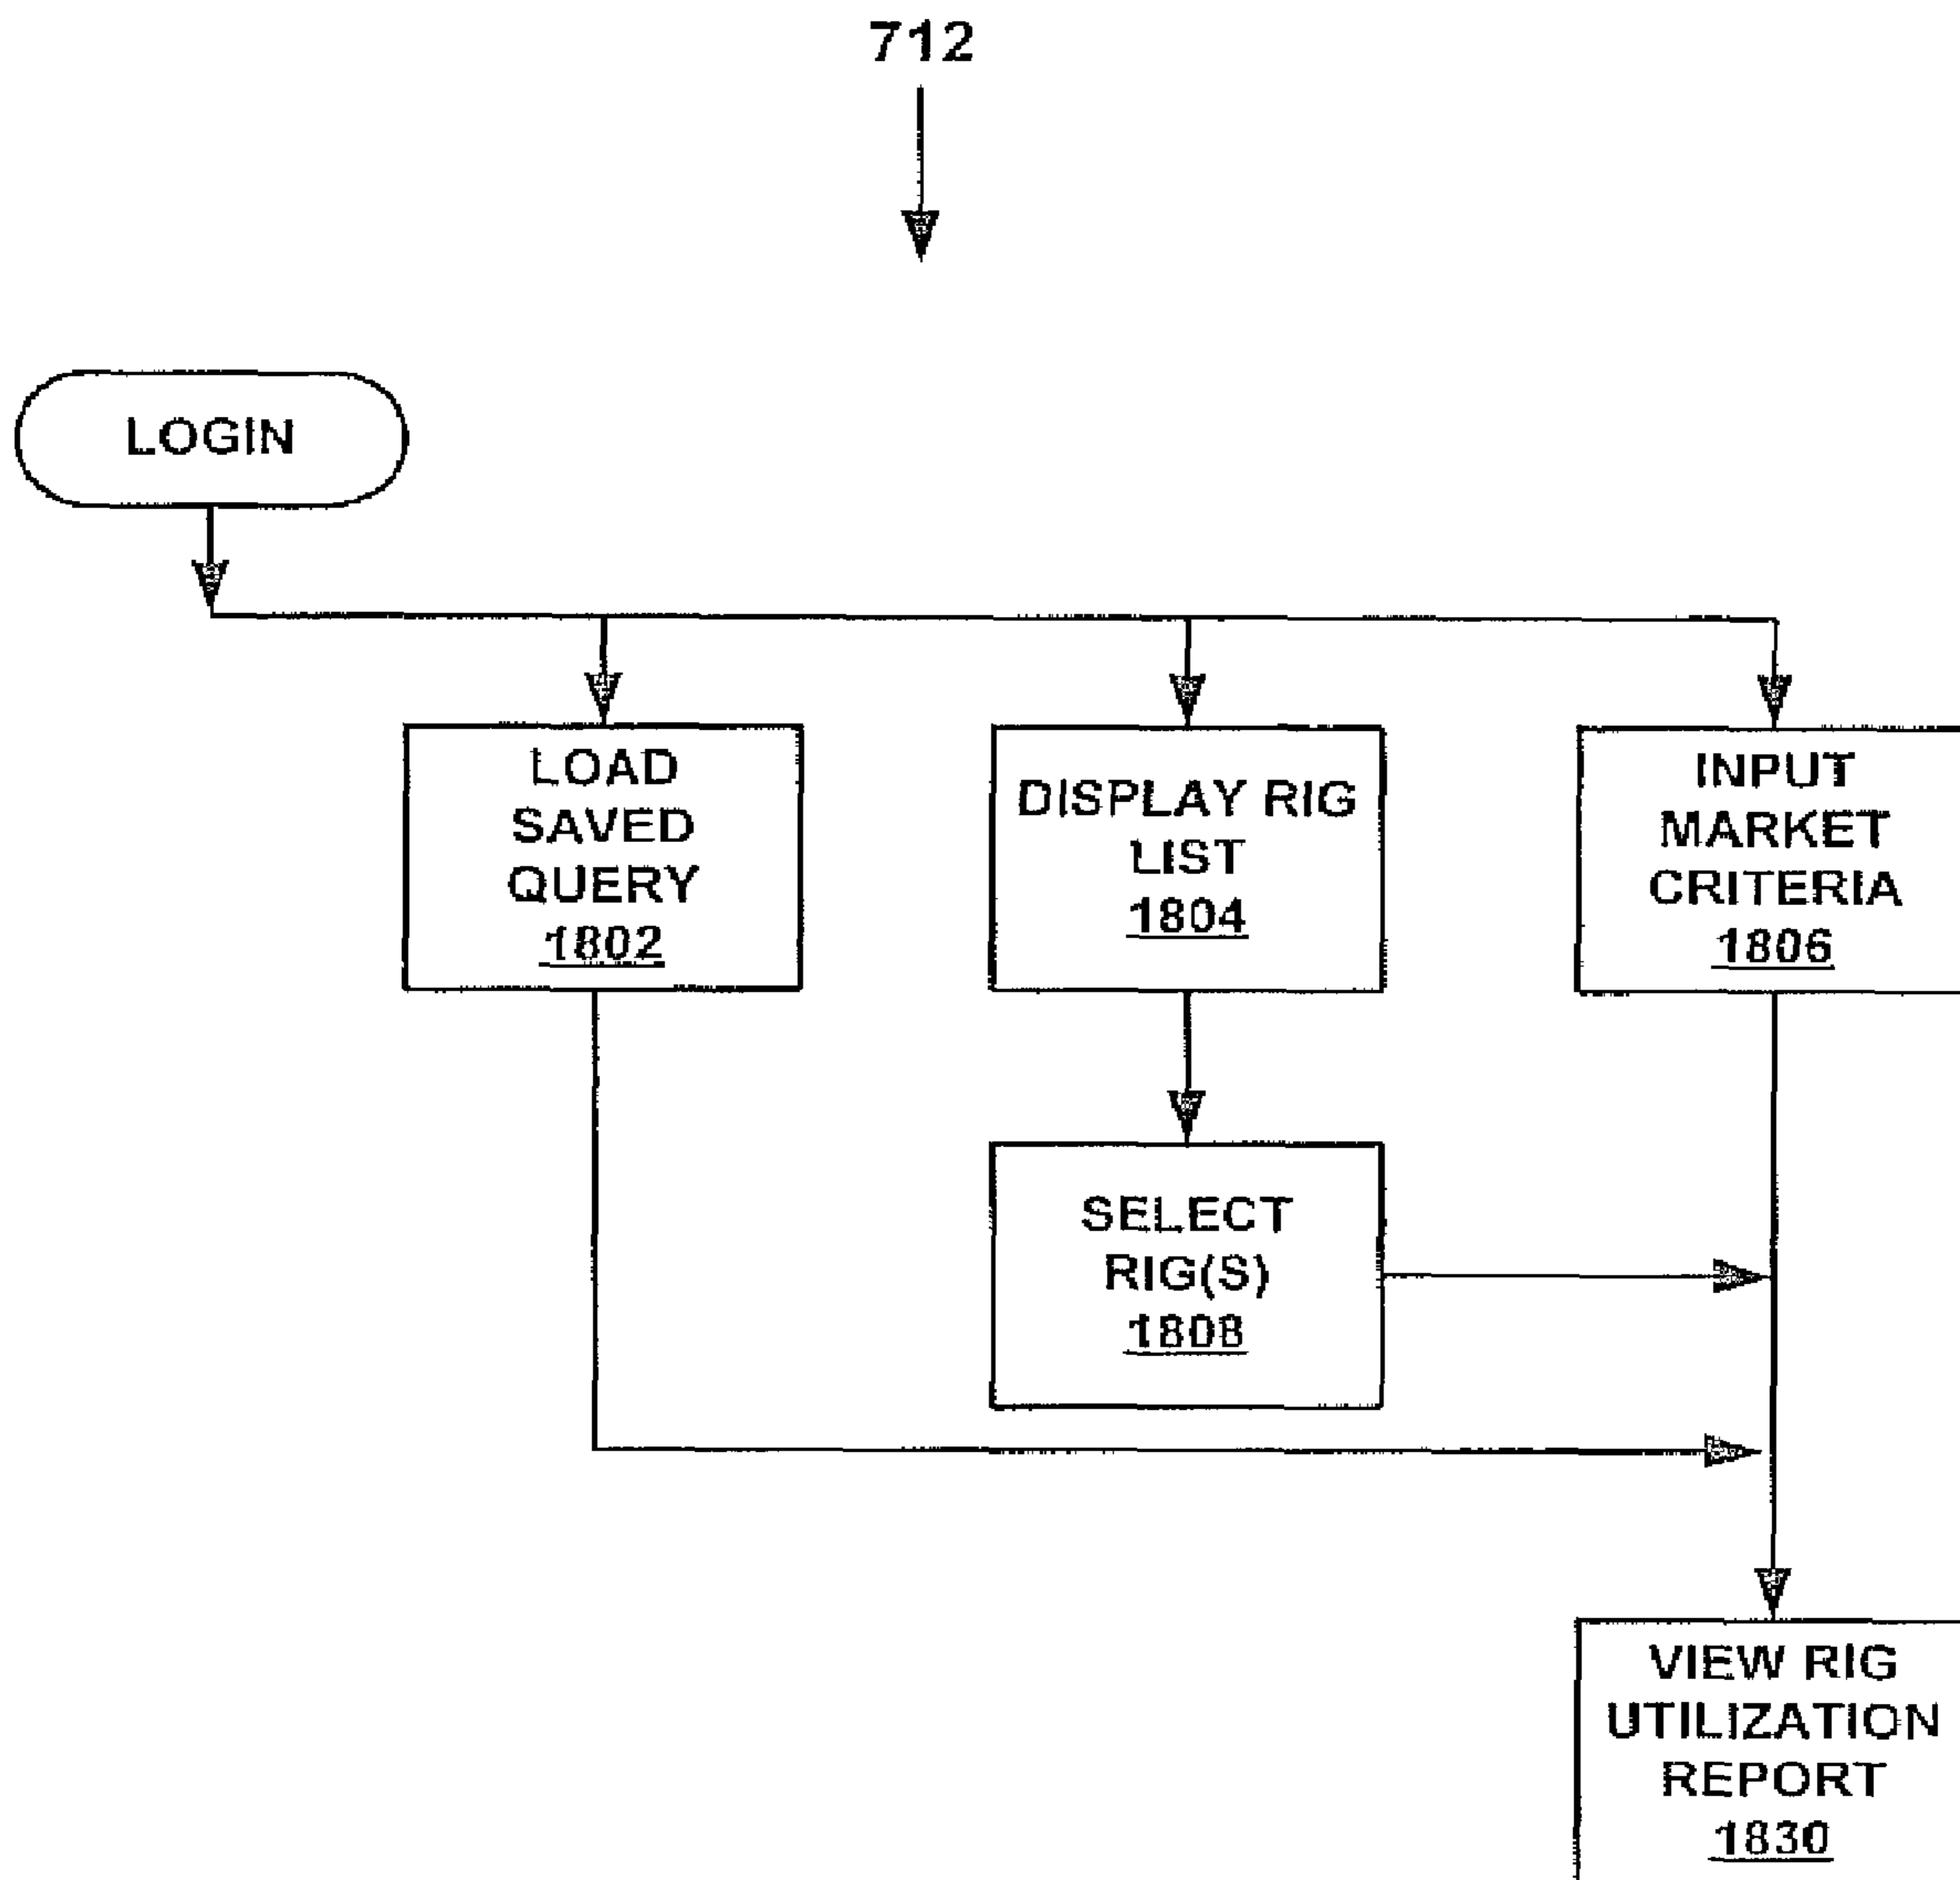 712
LOGIN
LOAD
SAVED
QUERY
1802
DISPLAY RIG
LIST
1804
INPUT
MARKET
CRITERIA
1806
SELECT
RIG(S)
1808
VIEW RIG
UTILIZATION
REPORT
1830